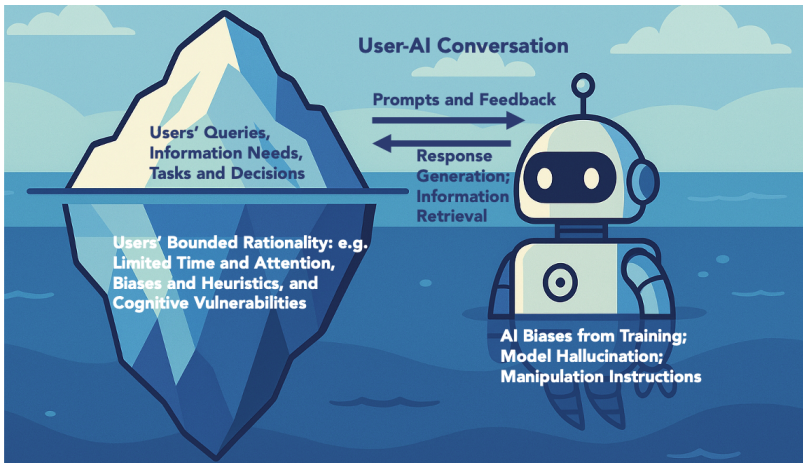 User-AI Conversation
Prompts and Feedback
Users' Queries,
Information Needs,
Tasks and Decisions
Response
Generation;
Information
Retrieval
Users' Bounded Rationality: e.g.
Limited Time and Attention,
Biases and Heuristics, and
Cognitive Vulnerabilities
AI Biases from Training;
Model Hallucination;
Manipulation Instructions